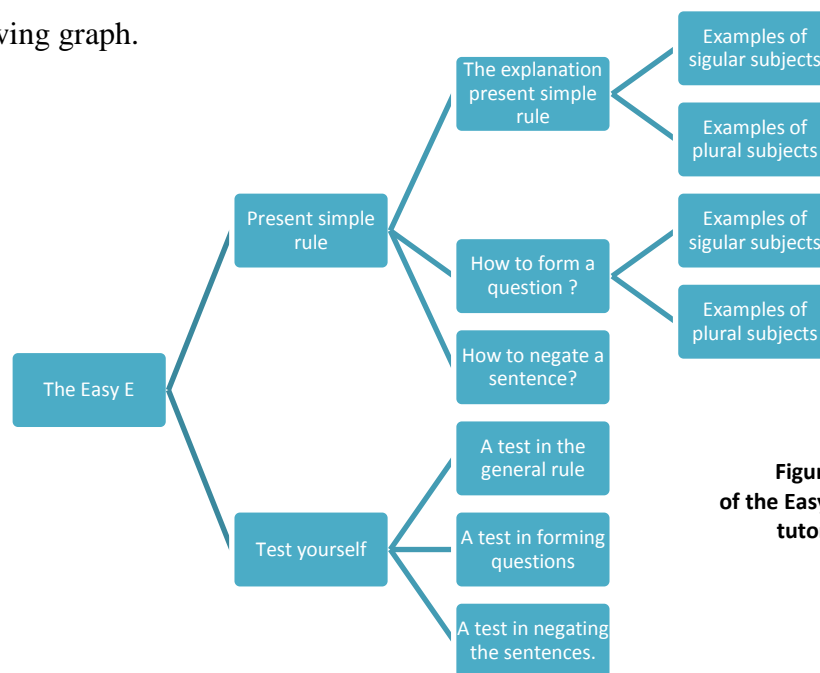 wing graph.
Examples of
sigular subjects
The explanation
present simple
rule
Examples of
plural subjects
Present simple
rule
Examples of
sigular subjects
How to form a
question ?
Examples of
plural subjects
How to negate a
sentence?
The Easy E
A test in the
general rule
Figur
of the Easy
tutor
Test yourself
A test in forming
questions
A test in negating
the sentences.